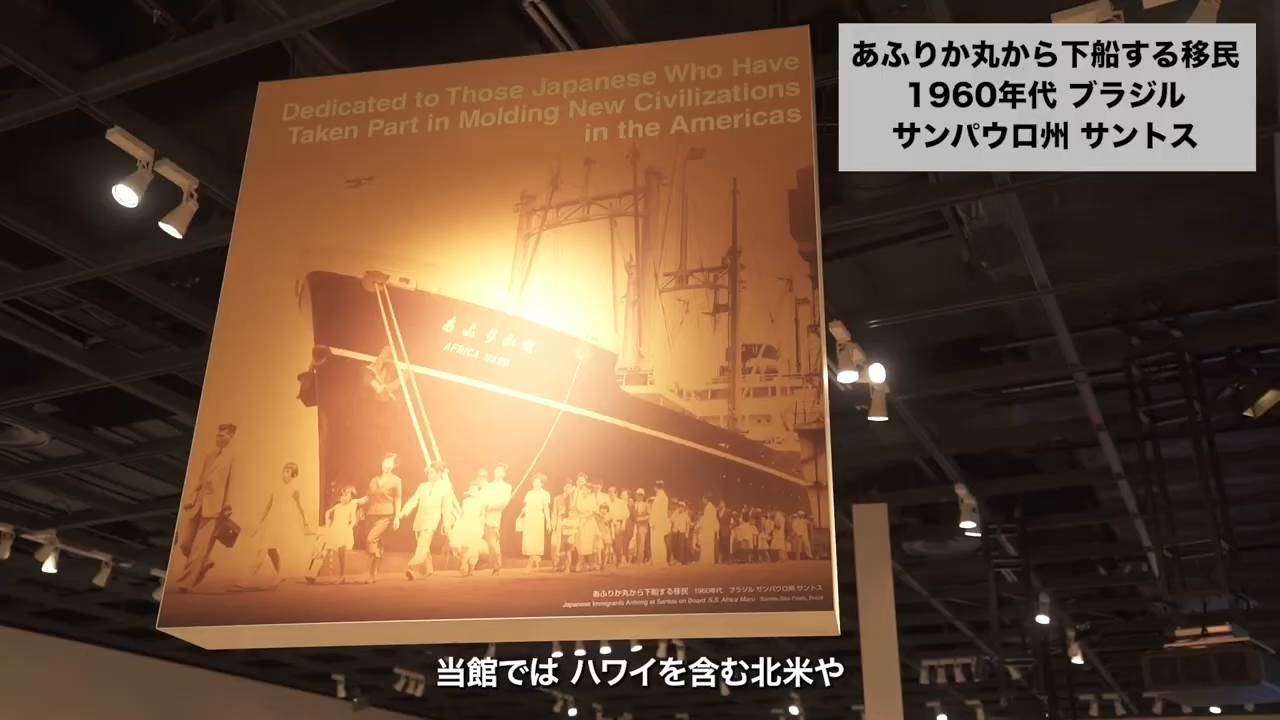 あふりか丸から下船する移民
1960年代 ブラジル
サンパウロ州 サントス
Dedicated to Those Japanese Who Have
Taken Part in Molding New Civilizations
in the Americas
あふりか丸
AFRICA MARU
あふりか丸から下船する移民 1960年代 ブラジル サンパウロ州 サントス
Japanese Immigrants Arriving at Santos on Board S.S. Africa Maru Santos, São Paulo, Brazil
当館では ハワイを含む北米や